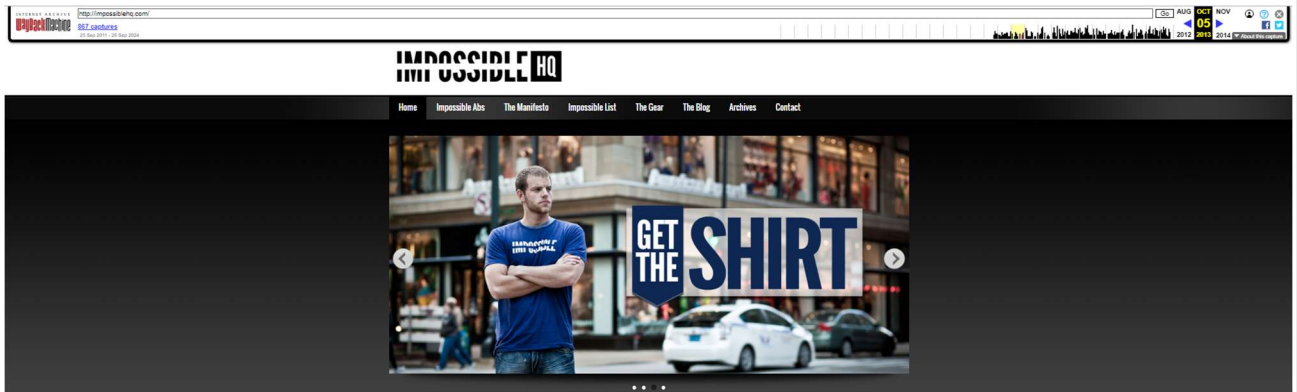 INTERNET ARCHIVE
WayBackMachine
http://impossiblehq.com/
Go
867 captures
AUG OCT NOV
05
2012 2013 2014
About this capture
IMPOSSIBLE HQ
Home Impossible Abs The Manifesto Impossible List The Gear The Blog Archives Contact
IMPOSSIBLE
GET THE SHIRT